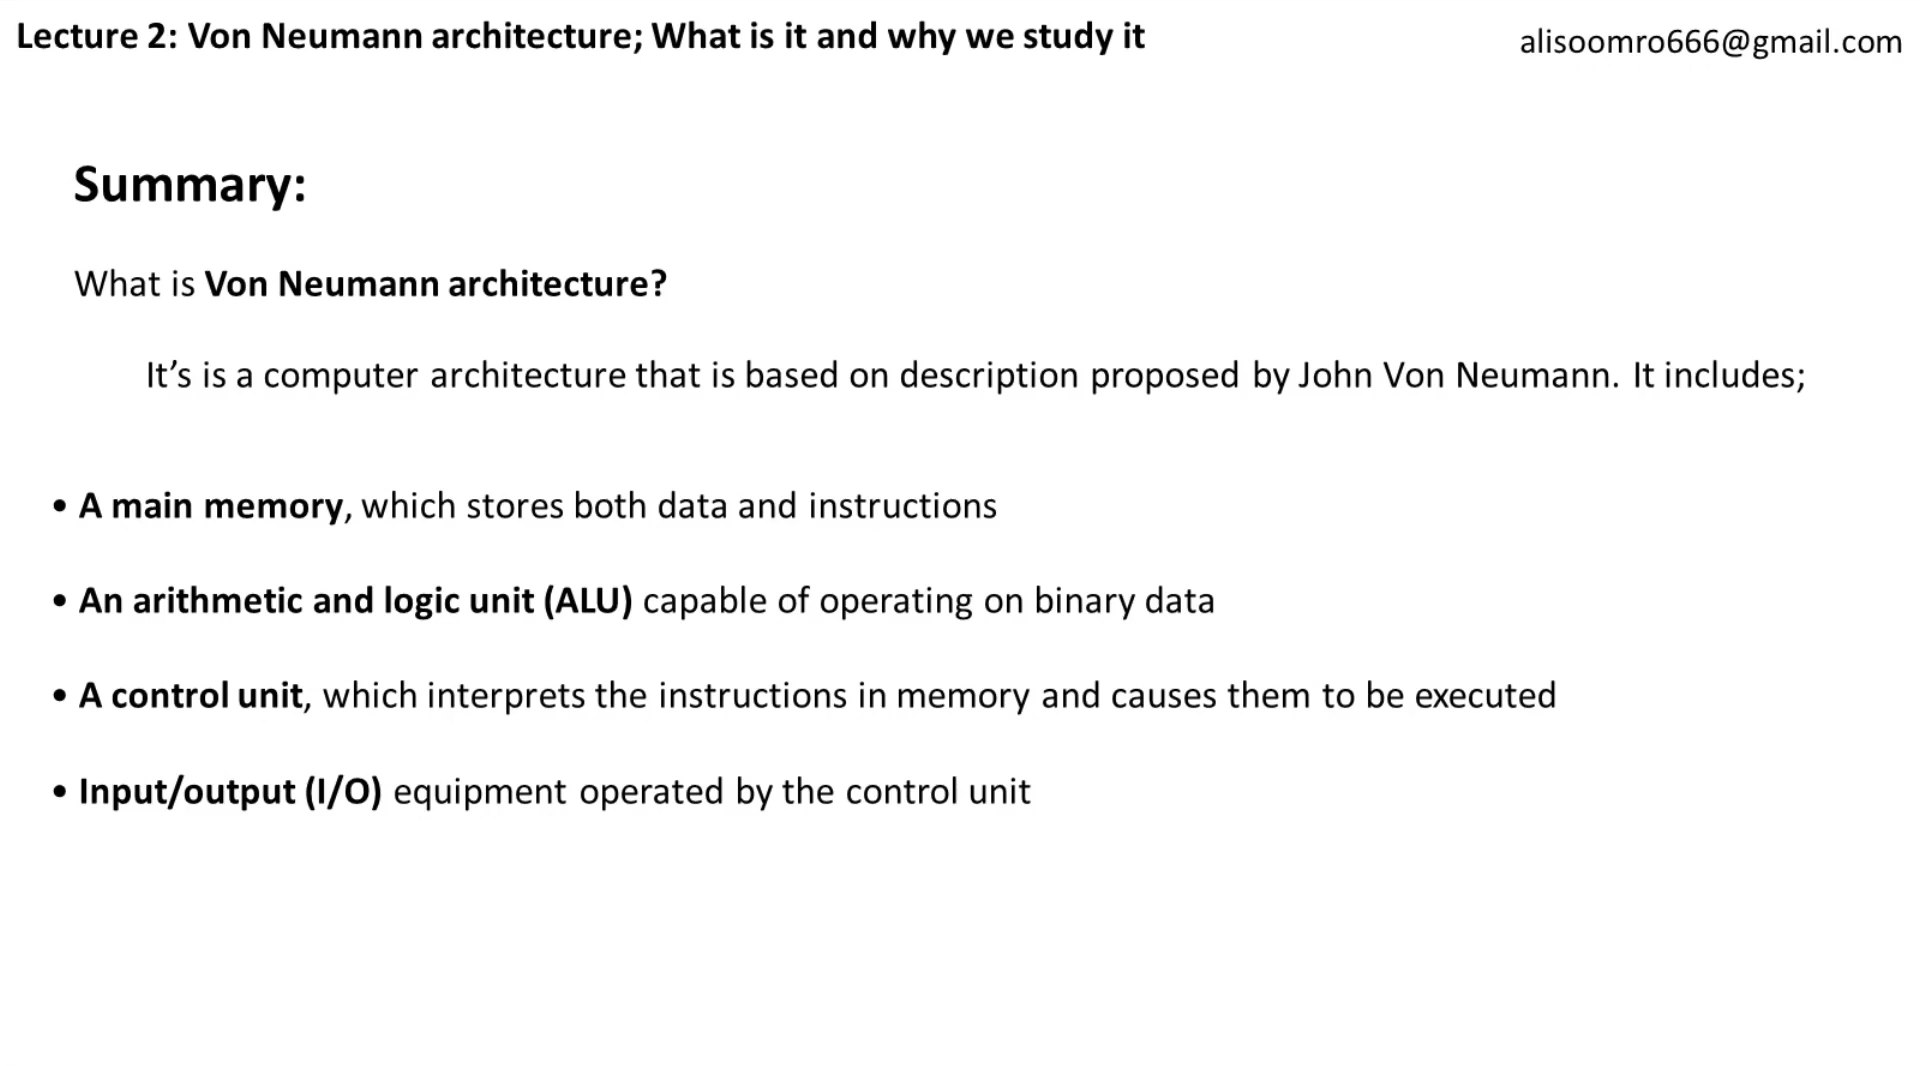 Lecture 2: Von Neumann architecture; What is it and why we study it
alisoomro666@gmail.com
Summary:
What is Von Neumann architecture?
It’s is a computer architecture that is based on description proposed by John Von Neumann. It includes;
• A main memory, which stores both data and instructions
• An arithmetic and logic unit (ALU) capable of operating on binary data
• A control unit, which interprets the instructions in memory and causes them to be executed
• Input/output (I/O) equipment operated by the control unit